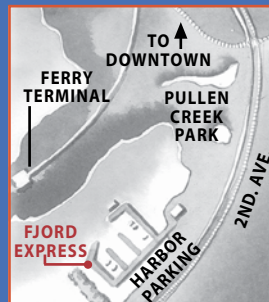 TO
DOWNTOWN
FERRY
TERMINAL
PULLEN
CREEK
PARK
2ND. AVE
FJORD
EXPRESS
HARBOR
PARKING